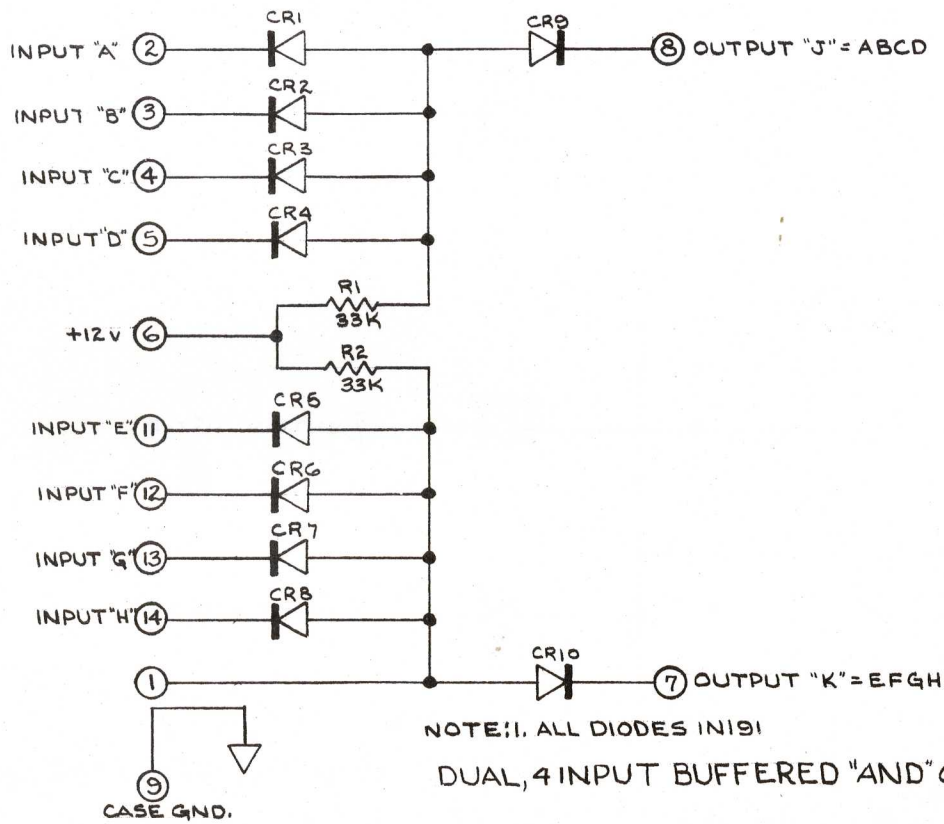 CR1
CR9
INPUT "A" 2
8 OUTPUT "J" = ABCD
CR2
INPUT "B" 3
CR3
INPUT "C" 4
CR4
INPUT "D" 5
R1
33K
+12V 6
R2
33K
CR5
INPUT "E" 11
CR6
INPUT "F" 12
CR7
INPUT "G" 13
CR8
INPUT "H" 14
CR10
1
7 OUTPUT "K" = EFGH
NOTE:1. ALL DIODES IN191
DUAL, 4 INPUT BUFFERED "AND"
9
CASE GND.